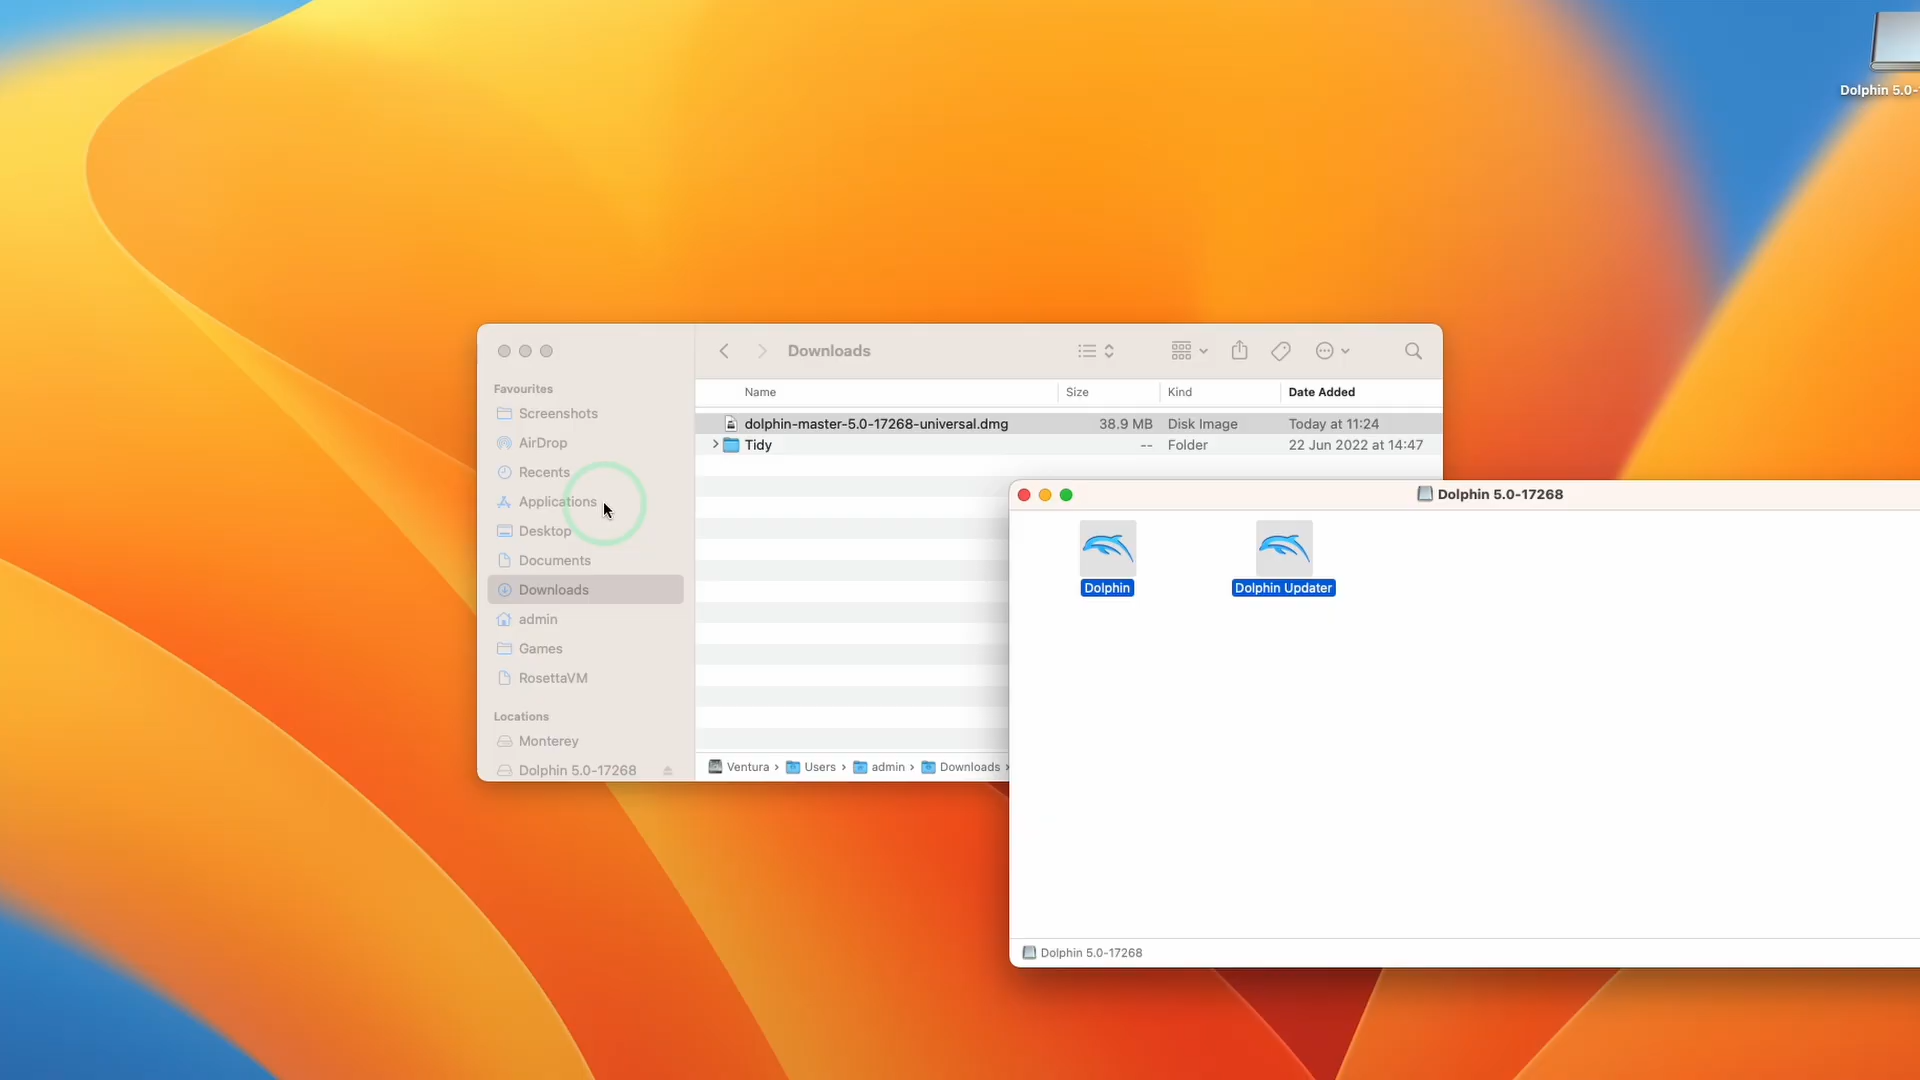 Dolphin 5.0-
Downloads
Favourites
Screenshots
AirDrop
Recents
Applications
Desktop
Documents
Downloads
admin
Games
RosettaVM
Locations
Monterey
Dolphin 5.0-17268
Name Size Kind Date Added
dolphin-master-5.0-17268-universal.dmg 38.9 MB Disk Image Today at 11:24
Tidy -- Folder 22 Jun 2022 at 14:47
Ventura › Users › admin › Downloads ›
Dolphin 5.0-17268
Dolphin
Dolphin Updater
Dolphin 5.0-17268